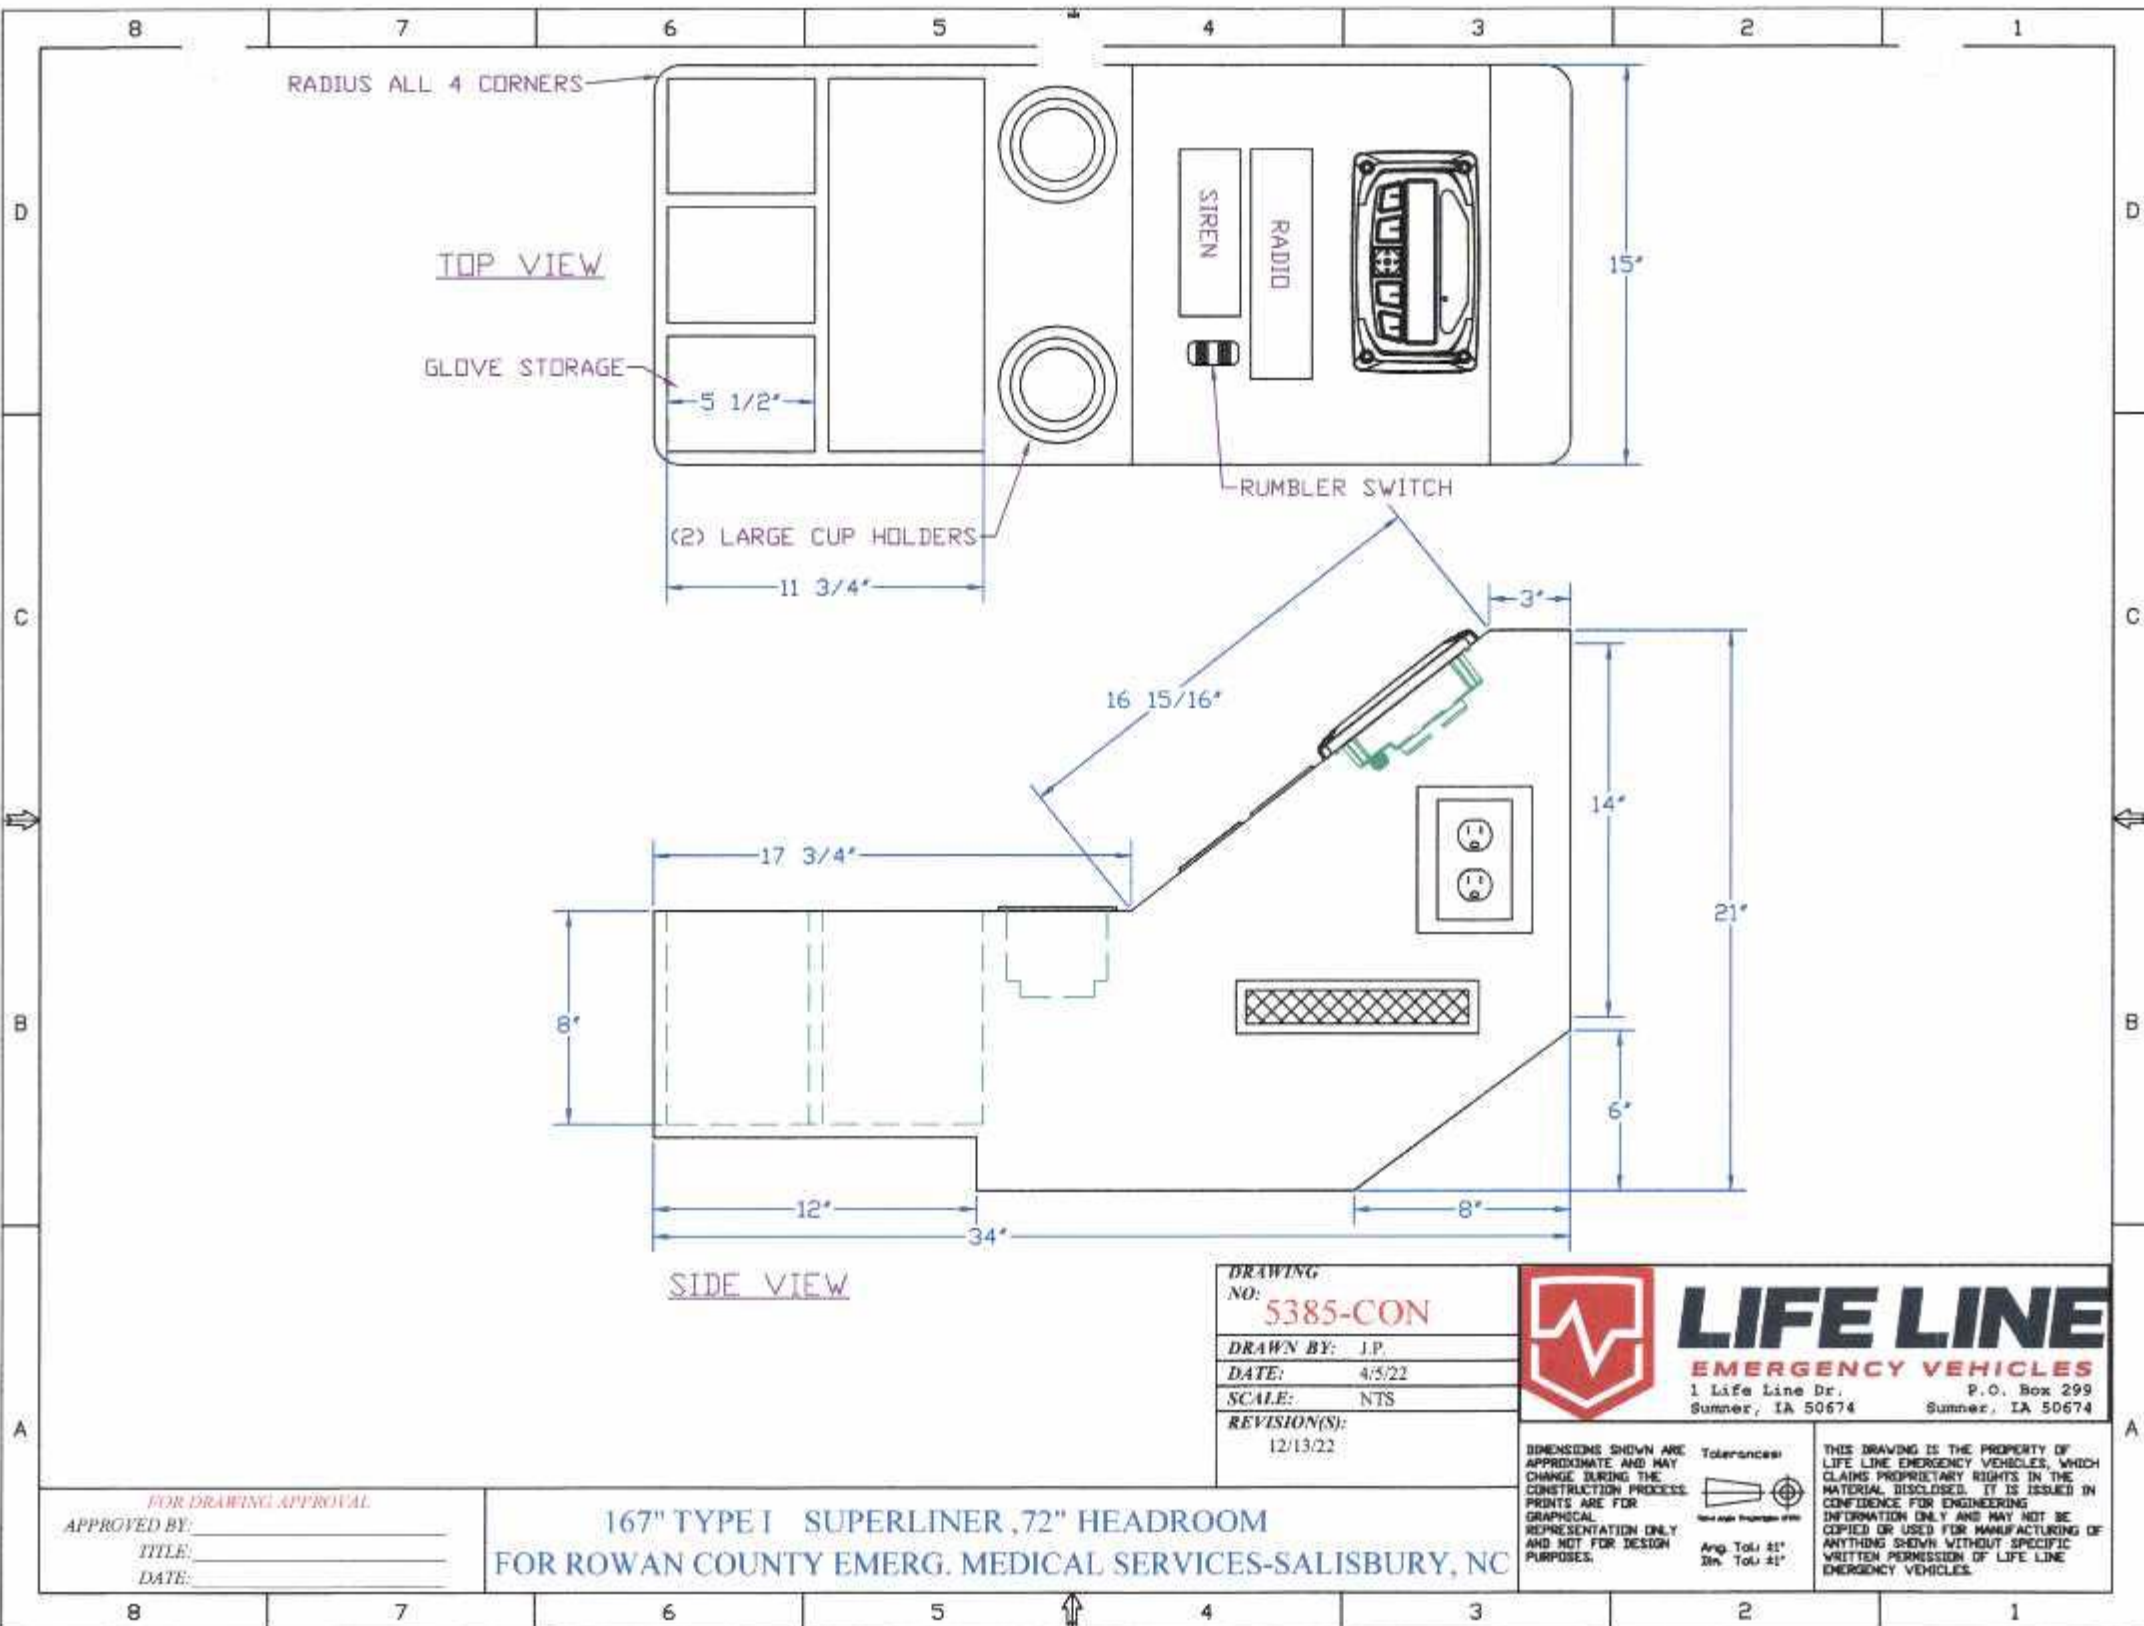 8 7 6 5 4 3 2 1
RADIUS ALL 4 CORNERS
D
D
SIREN
RADIO
TOP VIEW
15"
GLOVE STORAGE
5 1/2"
RUMBLER SWITCH
(2) LARGE CUP HOLDERS
11 3/4"
3"
C
C
16 15/16"
14"
17 3/4"
21"
8"
B
B
6"
12"
8"
34"
SIDE VIEW
DRAWING
NO: 5385-CON
DRAWN BY: J.P.
DATE: 4/5/22
SCALE: NTS
REVISION(S):
12/13/22
LIFE LINE
EMERGENCY VEHICLES
1 Life Line Dr. P.O. Box 299
Sumner, IA 50674 Sumner, IA 50674
A
A
DIMENSIONS SHOWN ARE
APPROXIMATE AND MAY
CHANGE DURING THE
CONSTRUCTION PROCESS.
PRINTS ARE FOR
GRAPHICAL
REPRESENTATION ONLY
AND NOT FOR DESIGN
PURPOSES.
Tolerances:
Ang. Tol.: ±1°
Dim. Tol.: ±1"
THIS DRAWING IS THE PROPERTY OF
LIFE LINE EMERGENCY VEHICLES, WHICH
CLAIMS PROPRIETARY RIGHTS IN THE
MATERIAL DISCLOSED. IT IS ISSUED IN
CONFIDENCE FOR ENGINEERING
INFORMATION ONLY AND MAY NOT BE
COPIED OR USED FOR MANUFACTURING OF
ANYTHING SHOWN WITHOUT SPECIFIC
WRITTEN PERMISSION OF LIFE LINE
EMERGENCY VEHICLES.
FOR DRAWING APPROVAL
APPROVED BY:
TITLE:
DATE:
167" TYPE I SUPERLINER ,72" HEADROOM
FOR ROWAN COUNTY EMERG. MEDICAL SERVICES-SALISBURY, NC
8 7 6 5 4 3 2 1